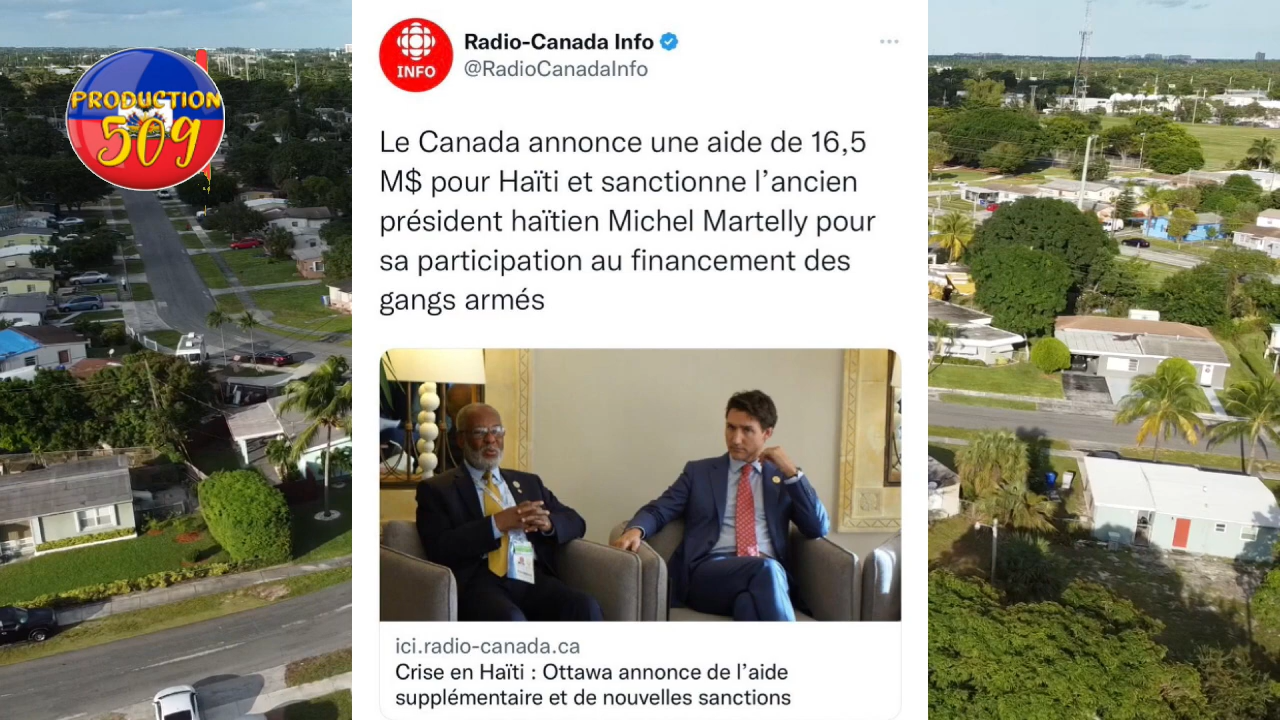 PRODUCTION
509
Radio-Canada Info
@RadioCanadaInfo
INFO
Le Canada annonce une aide de 16,5
M$ pour Haïti et sanctionne l’ancien
président haïtien Michel Martelly pour
sa participation au financement des
gangs armés
ici.radio-canada.ca
Crise en Haïti : Ottawa annonce de l’aide
supplémentaire et de nouvelles sanctions